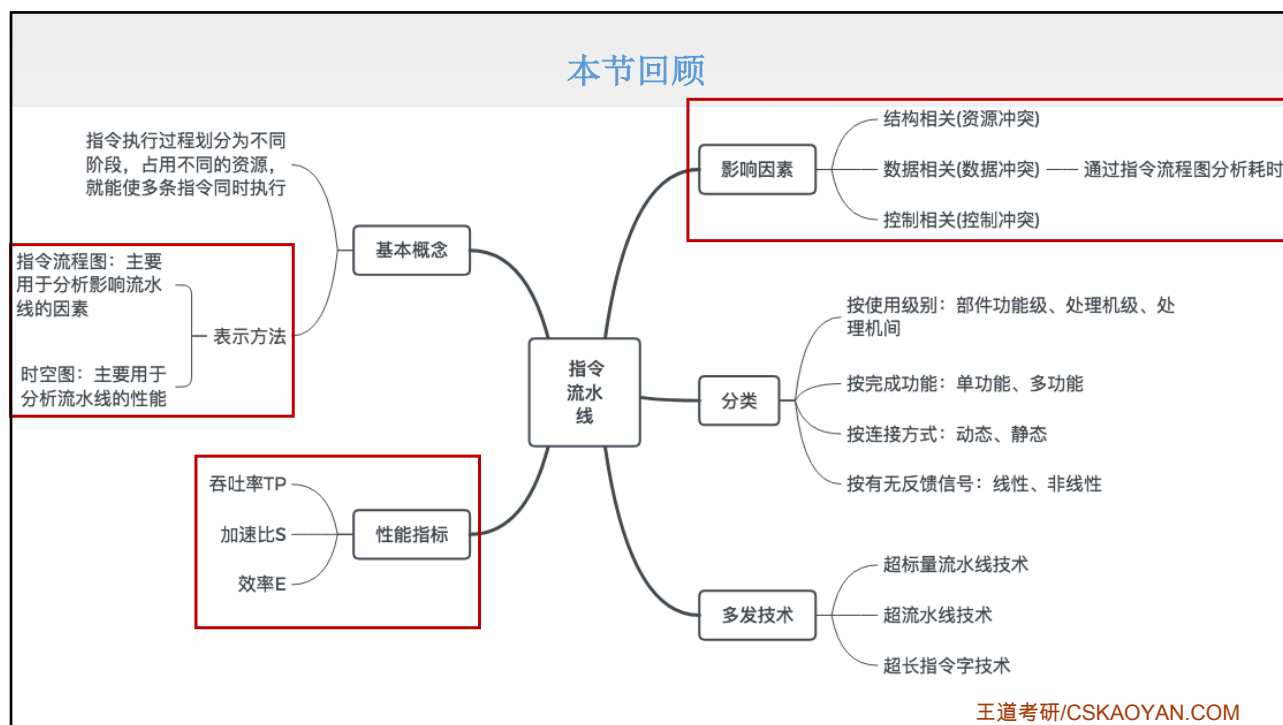 本节回顾
指令执行过程划分为不同
阶段，占用不同的资源，
就能使多条指令同时执行
基本概念
指令流程图：主要
用于分析影响流水
线的因素
表示方法
时空图：主要用于
分析流水线的性能
吞吐率TP
加速比S
效率E
性能指标
指令
流水
线
影响因素
结构相关(资源冲突)
数据相关(数据冲突)
通过指令流程图分析耗时
控制相关(控制冲突)
分类
按使用级别：部件功能级、处理机级、处
理机间
按完成功能：单功能、多功能
按连接方式：动态、静态
按有无反馈信号：线性、非线性
多发技术
超标量流水线技术
超流水线技术
超长指令字技术
王道考研/CSKAOYAN.COM